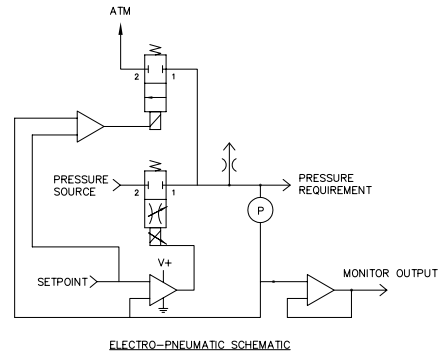 ATM
2 1
PRESSURE
SOURCE
2 1
PRESSURE
REQUIREMENT
P
V+
SETPOINT
MONITOR OUTPUT
ELECTRO-PNEUMATIC SCHEMATIC